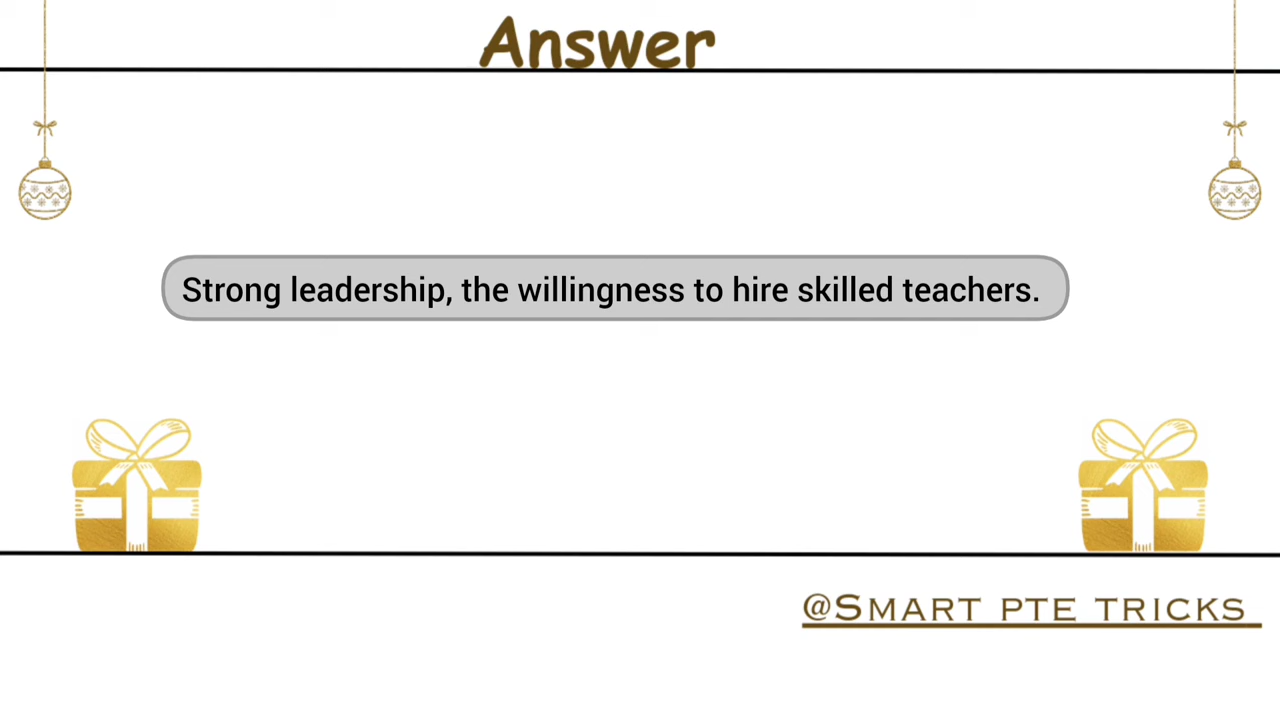 Answer
Strong leadership, the willingness to hire skilled teachers.
@SMART PTE TRICKS